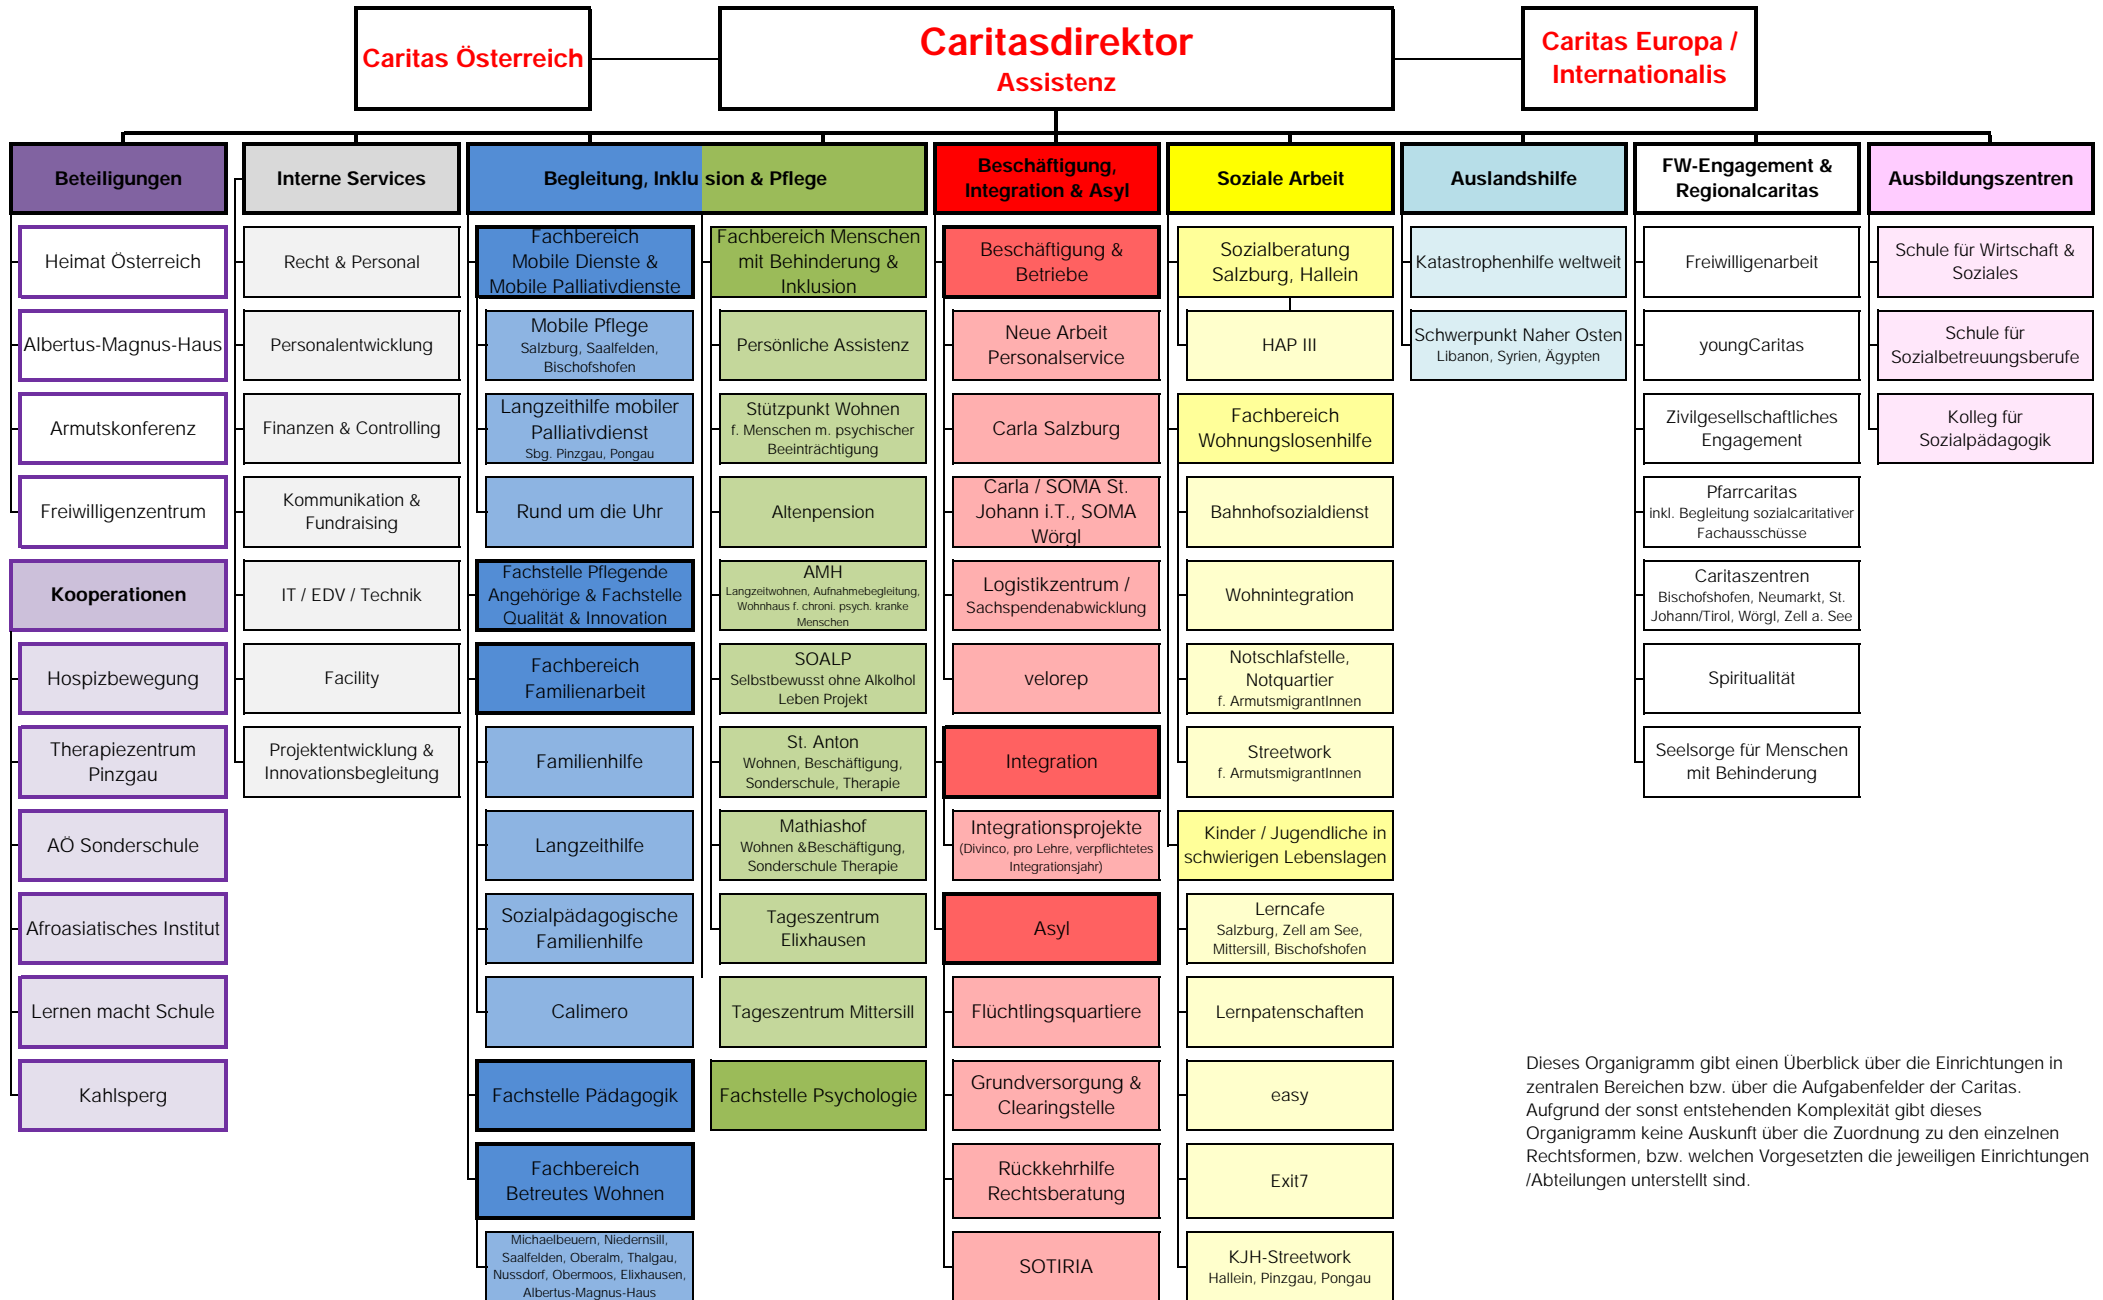 Caritas Österreich
Caritasdirektor
Assistenz
Caritas Europa /
Internationalis
Beteiligungen
Heimat Österreich
Albertus-Magnus-Haus
Armutskonferenz
Freiwilligenzentrum
Kooperationen
Hospizbewegung
Therapiezentrum
Pinzgau
AÖ Sonderschule
Afroasiatisches Institut
Lernen macht Schule
Kahlsperg
Interne Services
Recht & Personal
Personalentwicklung
Finanzen & Controlling
Kommunikation &
Fundraising
IT / EDV / Technik
Facility
Projektentwicklung &
Innovationsbegleitung
Begleitung, Inklusion & Pflege
Fachbereich
Mobile Dienste &
Mobile Palliativdienste
Mobile Pflege
Salzburg, Saalfelden,
Bischofshofen
Langzeithilfe mobiler
Palliativdienst
Sbg. Pinzgau, Pongau
Rund um die Uhr
Fachstelle Pflegende
Angehörige & Fachstelle
Qualität & Innovation
Fachbereich
Familienarbeit
Familienhilfe
Langzeithilfe
Sozialpädagogische
Familienhilfe
Calimero
Fachstelle Pädagogik
Fachbereich
Betreutes Wohnen
Michaelbeuern, Niedernsill,
Saalfelden, Oberalm, Thalgau,
Nussdorf, Obermoos, Elixhausen,
Albertus-Magnus-Haus
Fachbereich Menschen
mit Behinderung &
Inklusion
Persönliche Assistenz
Stützpunkt Wohnen
f. Menschen m. psychischer
Beeinträchtigung
Altenpension
AMH
Langzeitwohnen, Aufnahmebegleitung,
Wohnhaus f. chroni. psych. kranke
Menschen
SOALP
Selbstbewusst ohne Alkolhol
Leben Projekt
St. Anton
Wohnen, Beschäftigung,
Sonderschule, Therapie
Mathiashof
Wohnen &Beschäftigung,
Sonderschule Therapie
Tageszentrum
Elixhausen
Tageszentrum Mittersill
Fachstelle Psychologie
Beschäftigung,
Integration & Asyl
Beschäftigung &
Betriebe
Neue Arbeit
Personalservice
Carla Salzburg
Carla / SOMA St.
Johann i.T., SOMA
Wörgl
Logistikzentrum /
Sachspendenabwicklung
velorep
Integration
Integrationsprojekte
(Divinco, pro Lehre, verpflichtetes
Integrationsjahr)
Asyl
Flüchtlingsquartiere
Grundversorgung &
Clearingstelle
Rückkehrhilfe
Rechtsberatung
SOTIRIA
Soziale Arbeit
Sozialberatung
Salzburg, Hallein
HAP III
Fachbereich
Wohnungslosenhilfe
Bahnhofsozialdienst
Wohnintegration
Notschlafstelle,
Notquartier
f. ArmutsmigrantInnen
Streetwork
f. ArmutsmigrantInnen
Kinder / Jugendliche in
schwierigen Lebenslagen
Lerncafe
Salzburg, Zell am See,
Mittersill, Bischofshofen
Lernpatenschaften
easy
Exit7
KJH-Streetwork
Hallein, Pinzgau, Pongau
Auslandshilfe
Katastrophenhilfe weltweit
Schwerpunkt Naher Osten
Libanon, Syrien, Ägypten
FW-Engagement &
Regionalcaritas
Freiwilligenarbeit
youngCaritas
Zivilgesellschaftliches
Engagement
Pfarrcaritas
inkl. Begleitung sozialcaritativer
Fachausschüsse
Caritaszentren
Bischofshofen, Neumarkt, St.
Johann/Tirol, Wörgl, Zell a. See
Spiritualität
Seelsorge für Menschen
mit Behinderung
Ausbildungszentren
Schule für Wirtschaft &
Soziales
Schule für
Sozialbetreuungsberufe
Kolleg für
Sozialpädagogik
Dieses Organigramm gibt einen Überblick über die Einrichtungen in
zentralen Bereichen bzw. über die Aufgabenfelder der Caritas.
Aufgrund der sonst entstehenden Komplexität gibt dieses
Organigramm keine Auskunft über die Zuordnung zu den einzelnen
Rechtsformen, bzw. welchen Vorgesetzten die jeweiligen Einrichtungen
/Abteilungen unterstellt sind.